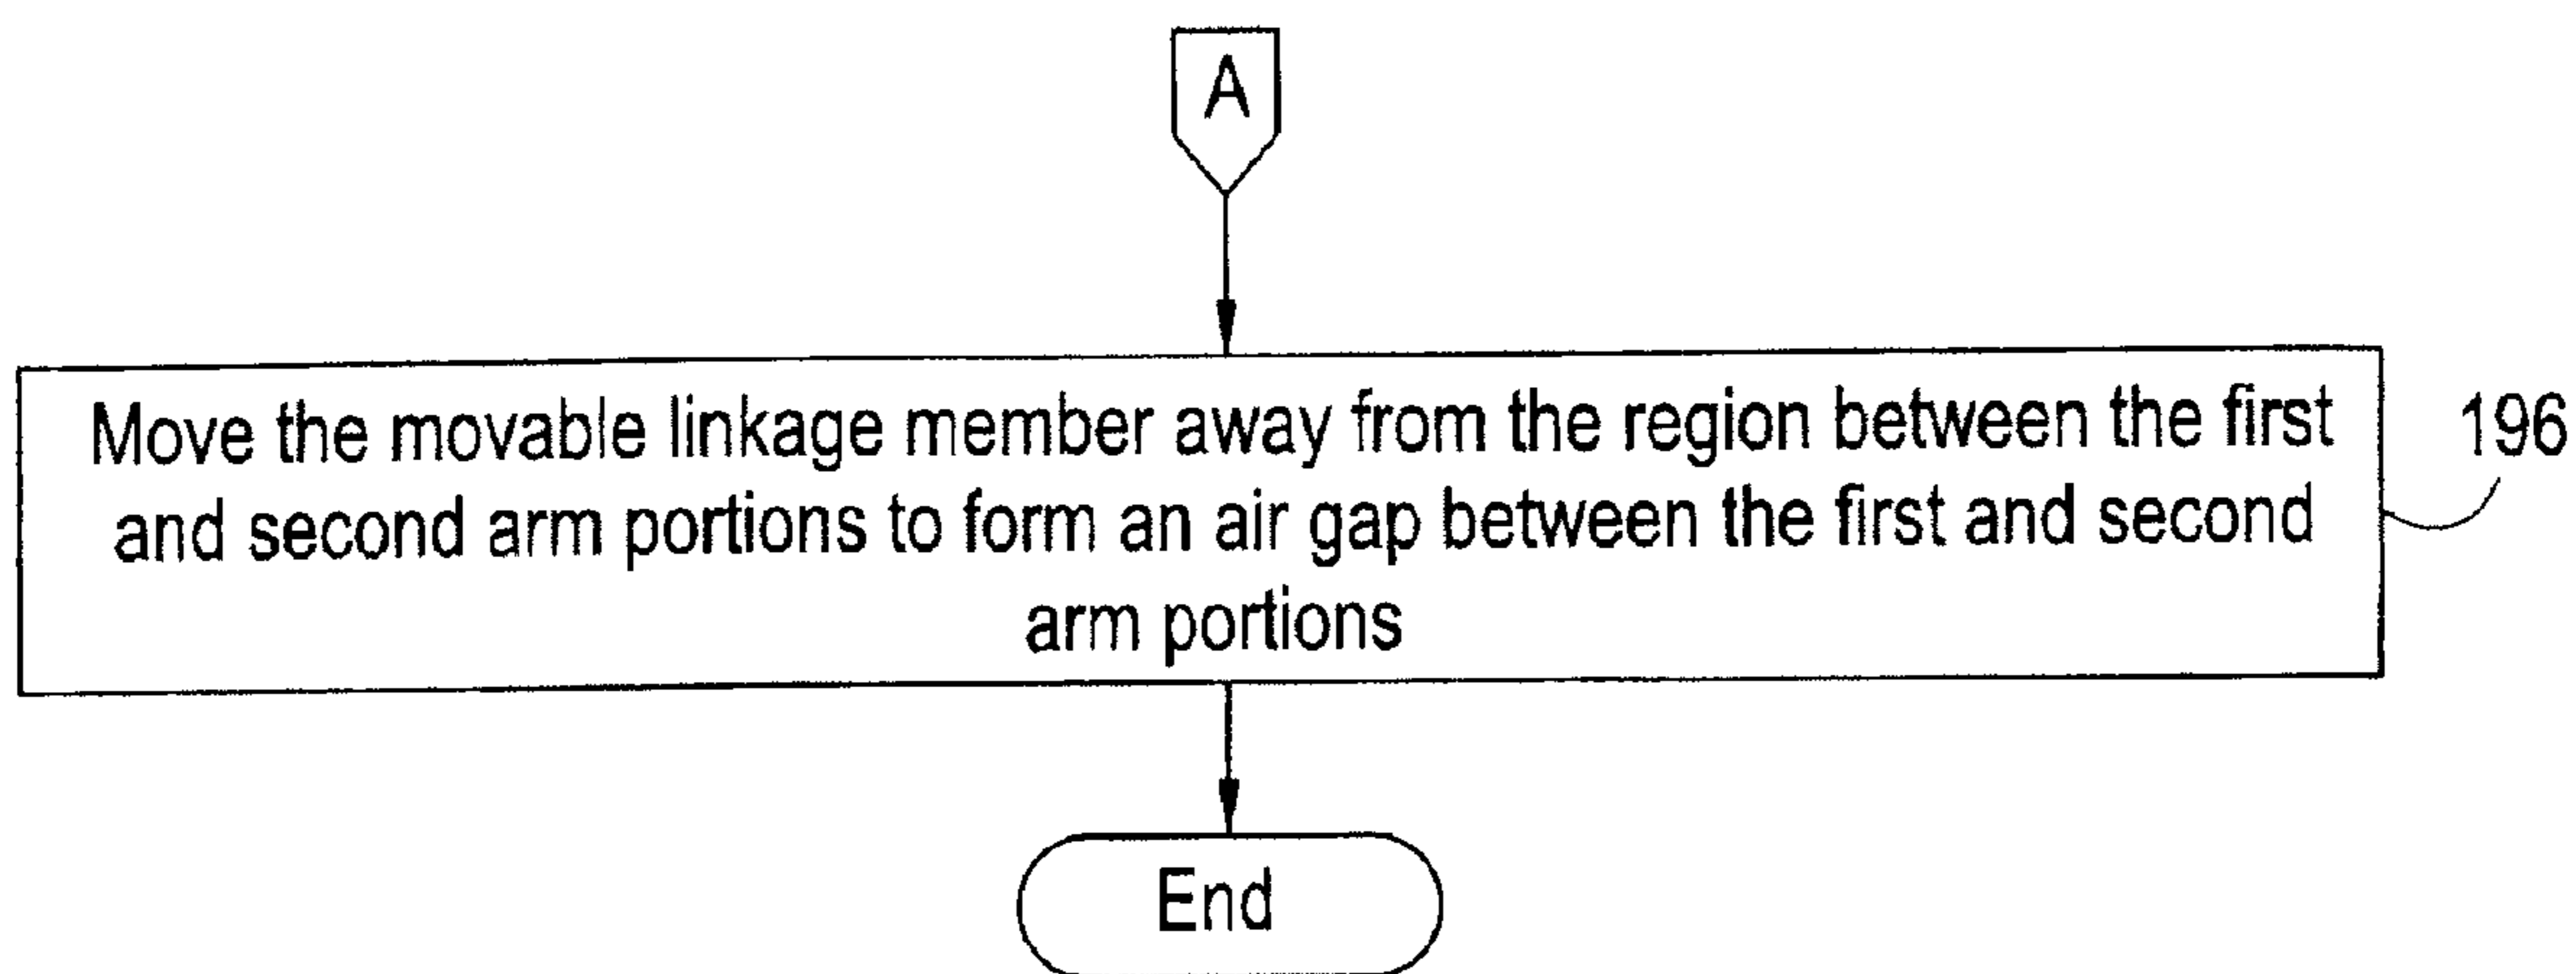 A
Move the movable linkage member away from the region between the first
and second arm portions to form an air gap between the first and second
arm portions
196
End